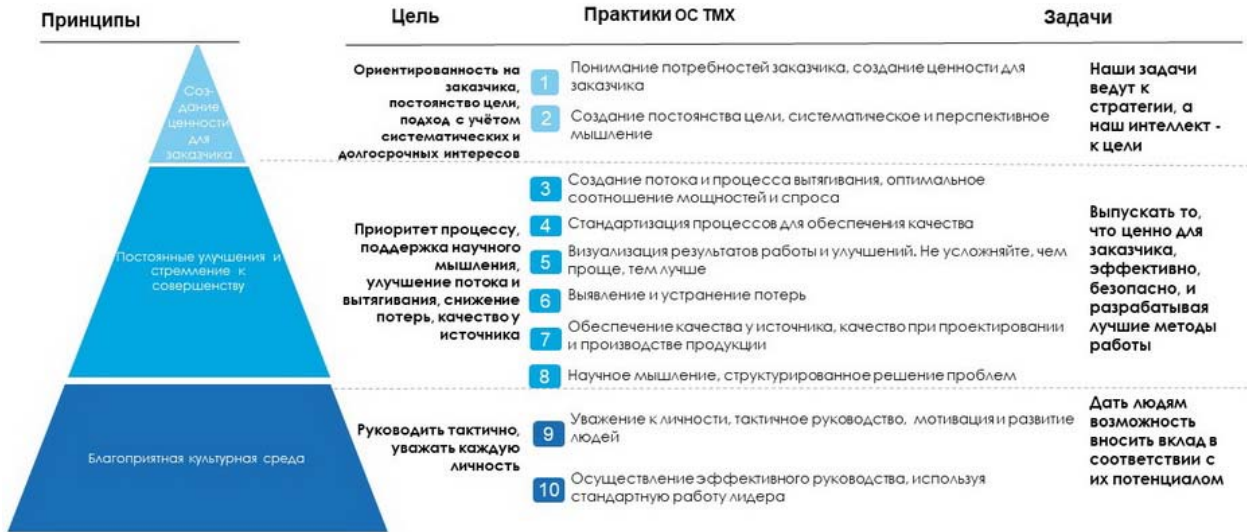 Принципы
Цель
Практики ОС ТМХ
Задачи
Соз-
дание
ценности
для
заказчика
Ориентированность на
заказчика,
постоянство цели,
подход с учётом
систематических и
долгосрочных интересов
1 Понимание потребностей заказчика, создание ценности для
заказчика
2 Создание постоянства цели, систематическое и перспективное
мышление
Наши задачи
ведут к
стратегии, а
наш интеллект -
к цели
Постоянные улучшения и
стремление к
совершенству
Приоритет процессу,
поддержка научного
мышления,
улучшение потока и
вытягивания, снижение
потерь, качество у
источника
3 Создание потока и процесса вытягивания, оптимальное
соотношение мощностей и спроса
4 Стандартизация процессов для обеспечения качества
5 Визуализация результатов работы и улучшений. Не усложняйте, чем
проще, тем лучше
6 Выявление и устранение потерь
7 Обеспечение качества у источника, качество при проектировании
и производстве продукции
8 Научное мышление, структурированное решение проблем
Выпускать то,
что ценно для
заказчика,
эффективно,
безопасно, и
разрабатывая
лучшие методы
работы
Благоприятная культурная среда
Руководить тактично,
уважать каждую
личность
9 Уважение к личности, тактичное руководство, мотивация и развитие
людей
10 Осуществление эффективного руководства, используя
стандартную работу лидера
Дать людям
возможность
вносить вклад в
соответствии с
их потенциалом